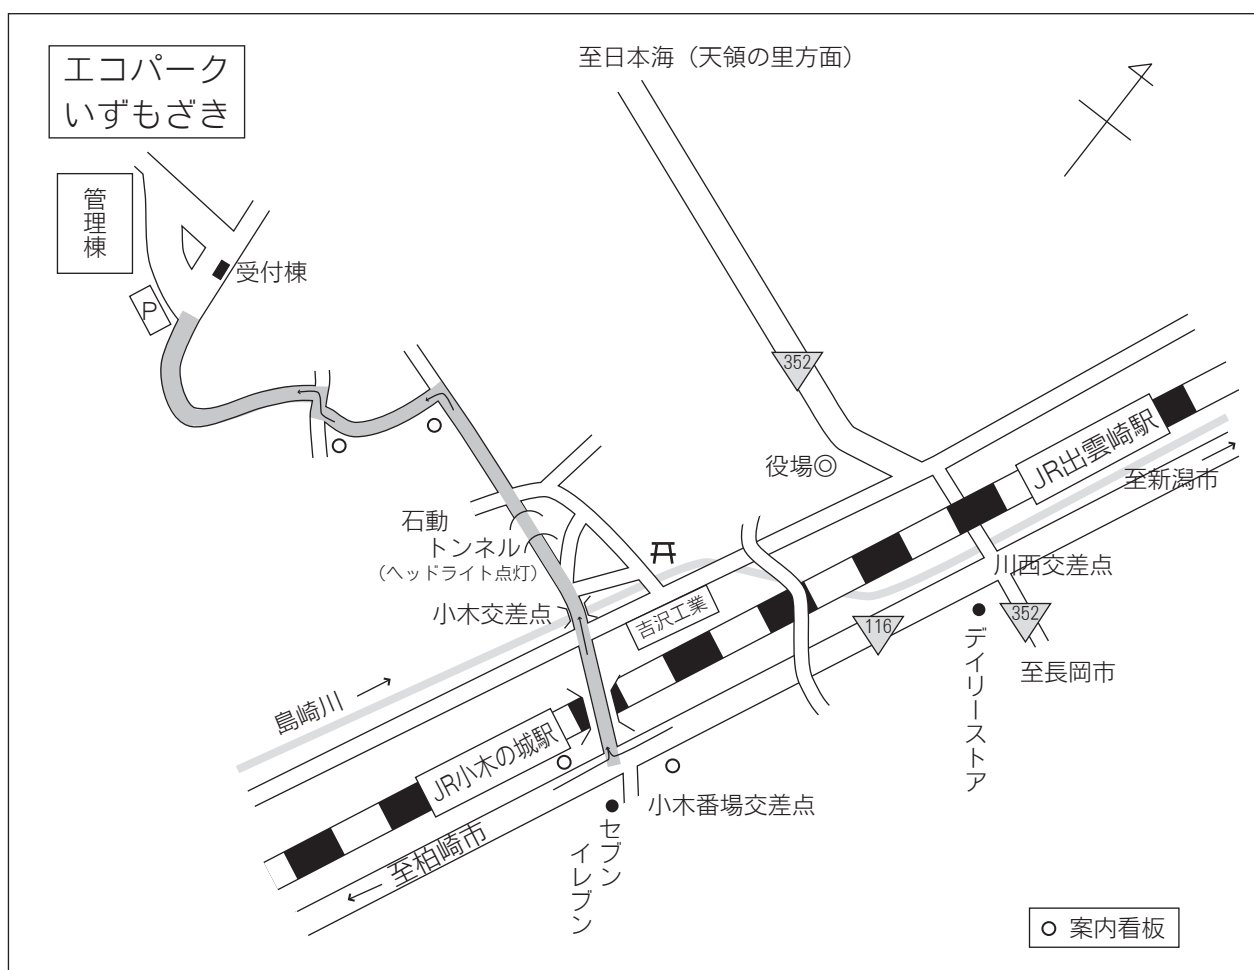 エコパーク
いずもざき
至日本海（天領の里方面）
管理棟
受付棟
P
352
役場◎
JR出雲崎駅
至新潟市
石動
トンネル
（ヘッドライト点灯）
小木交差点
吉沢工業
川西交差点
116
352
至長岡市
デイリーストア
島崎川
JR小木の城駅
小木番場交差点
至柏崎市
セブン
イレブン
案内看板